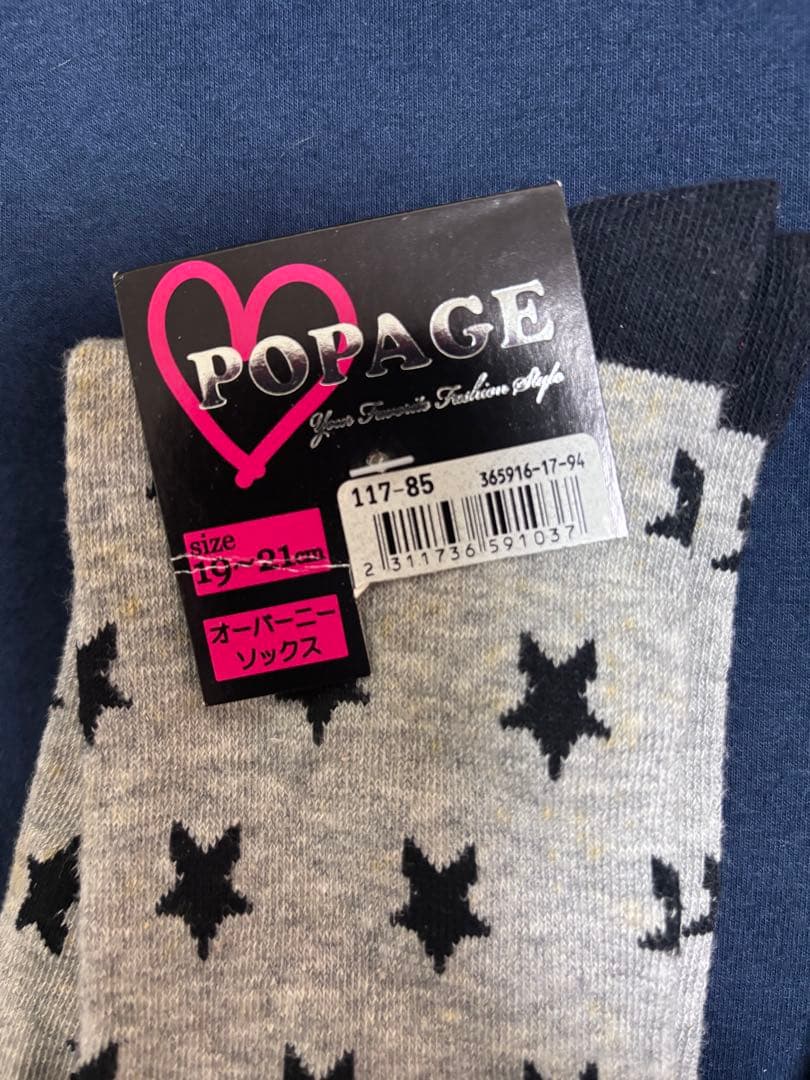 POPAGE
Your Favorite Fashion Style
117-85 365916-17-94
2 311736 591037
size
19~21cm
オーバーニー
ソックス